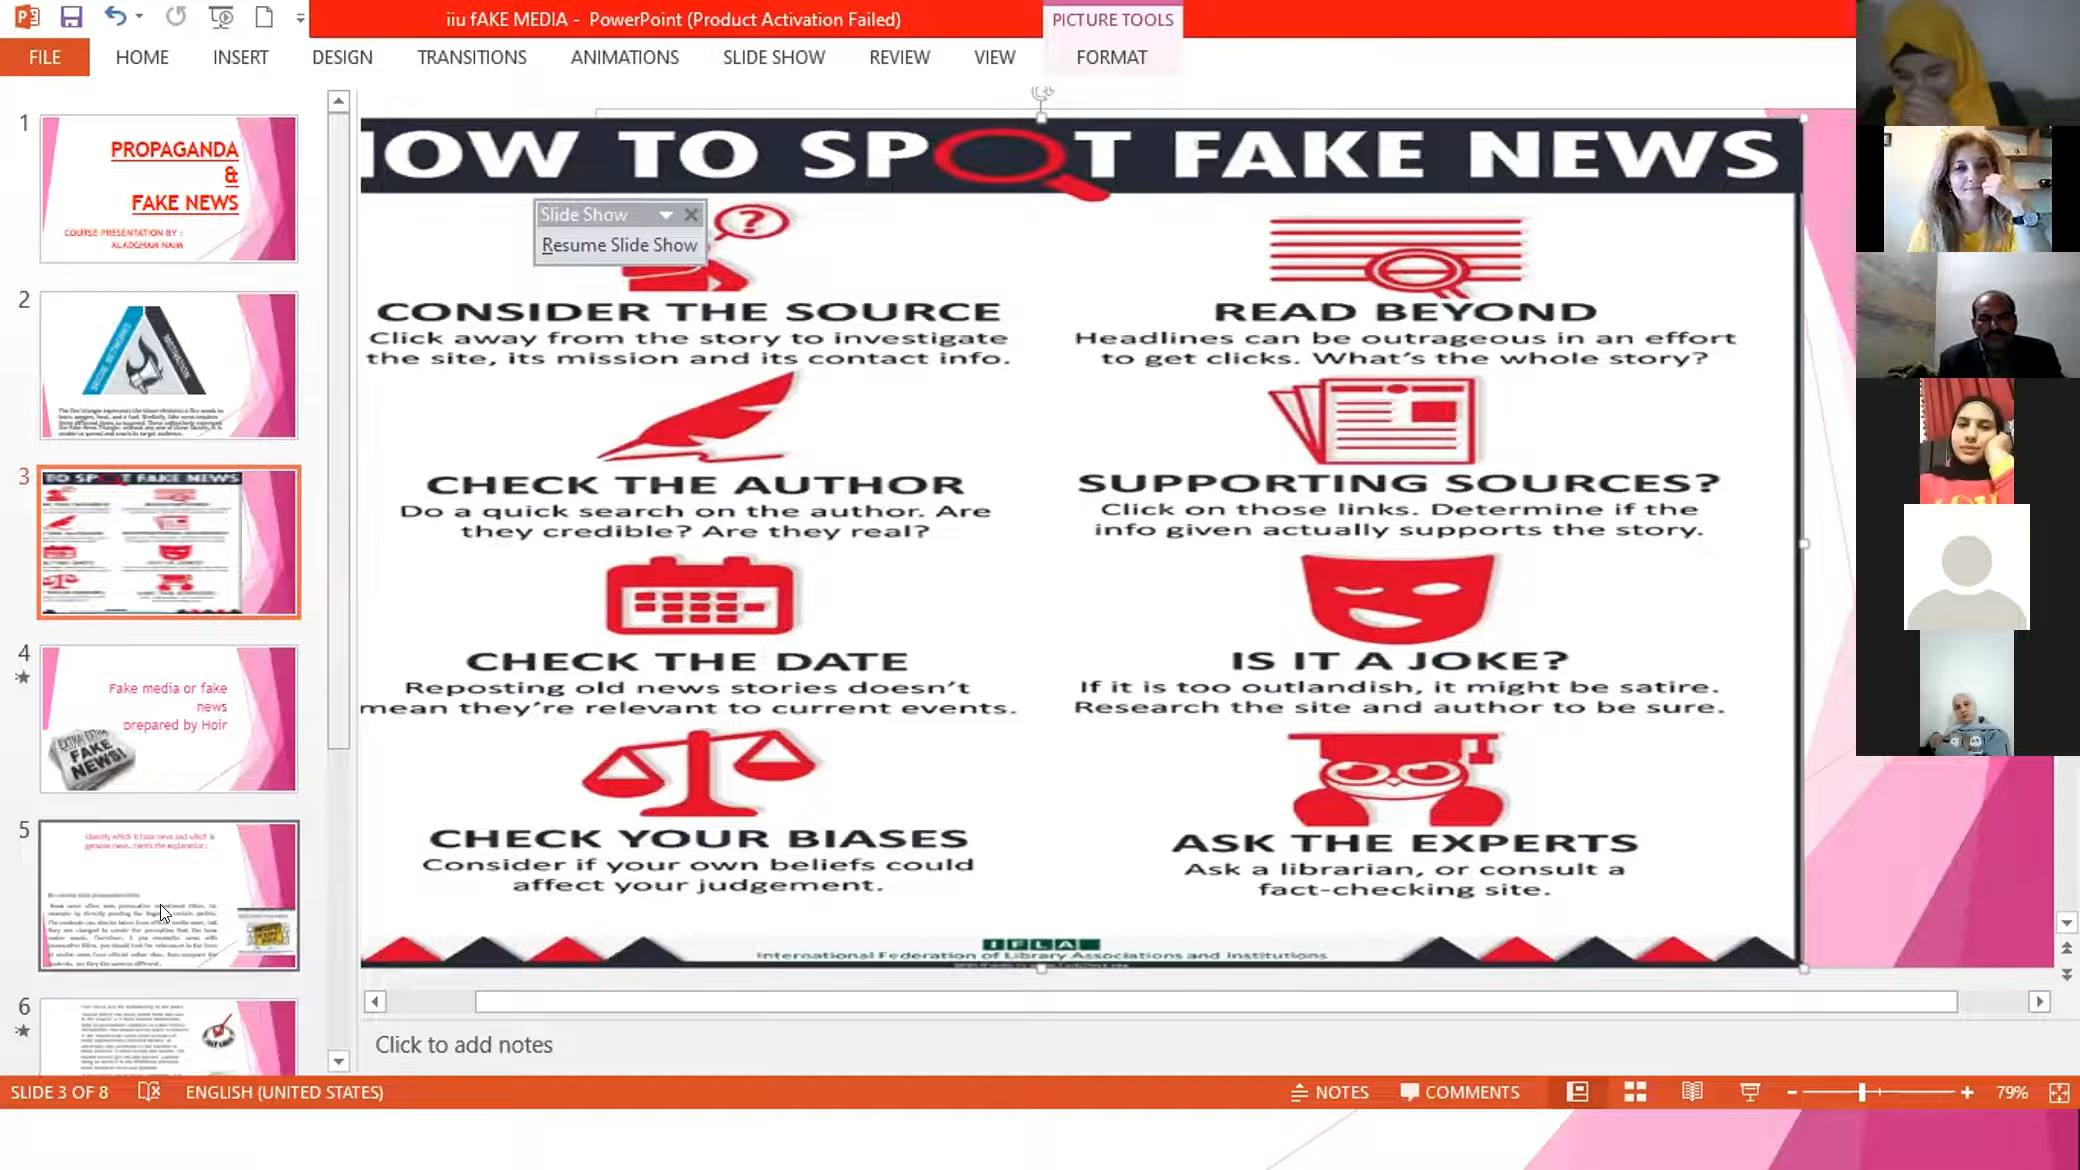 iiu fAKE MEDIA - PowerPoint (Product Activation Failed)
PICTURE TOOLS
FILE
HOME
INSERT
DESIGN
TRANSITIONS
ANIMATIONS
SLIDE SHOW
REVIEW
VIEW
FORMAT
1
PROPAGANDA
&
FAKE NEWS
COURSE PRESENTATION BY :
ALADGHAM NAIM
2
3
4
Fake media or fake
news
prepared by Hoir
FAKE
NEWS!
5
6
OW TO SPOT FAKE NEWS
Slide Show
Resume Slide Show
?
CONSIDER THE SOURCE
Click away from the story to investigate
the site, its mission and its contact info.
READ BEYOND
Headlines can be outrageous in an effort
to get clicks. What's the whole story?
CHECK THE AUTHOR
Do a quick search on the author. Are
they credible? Are they real?
SUPPORTING SOURCES?
Click on those links. Determine if the
info given actually supports the story.
CHECK THE DATE
Reposting old news stories doesn't
mean they're relevant to current events.
IS IT A JOKE?
If it is too outlandish, it might be satire.
Research the site and author to be sure.
CHECK YOUR BIASES
Consider if your own beliefs could
affect your judgement.
ASK THE EXPERTS
Ask a librarian, or consult a
fact-checking site.
IFLA
International Federation of Library Associations and Institutions
Click to add notes
SLIDE 3 OF 8
ENGLISH (UNITED STATES)
NOTES
COMMENTS
79%